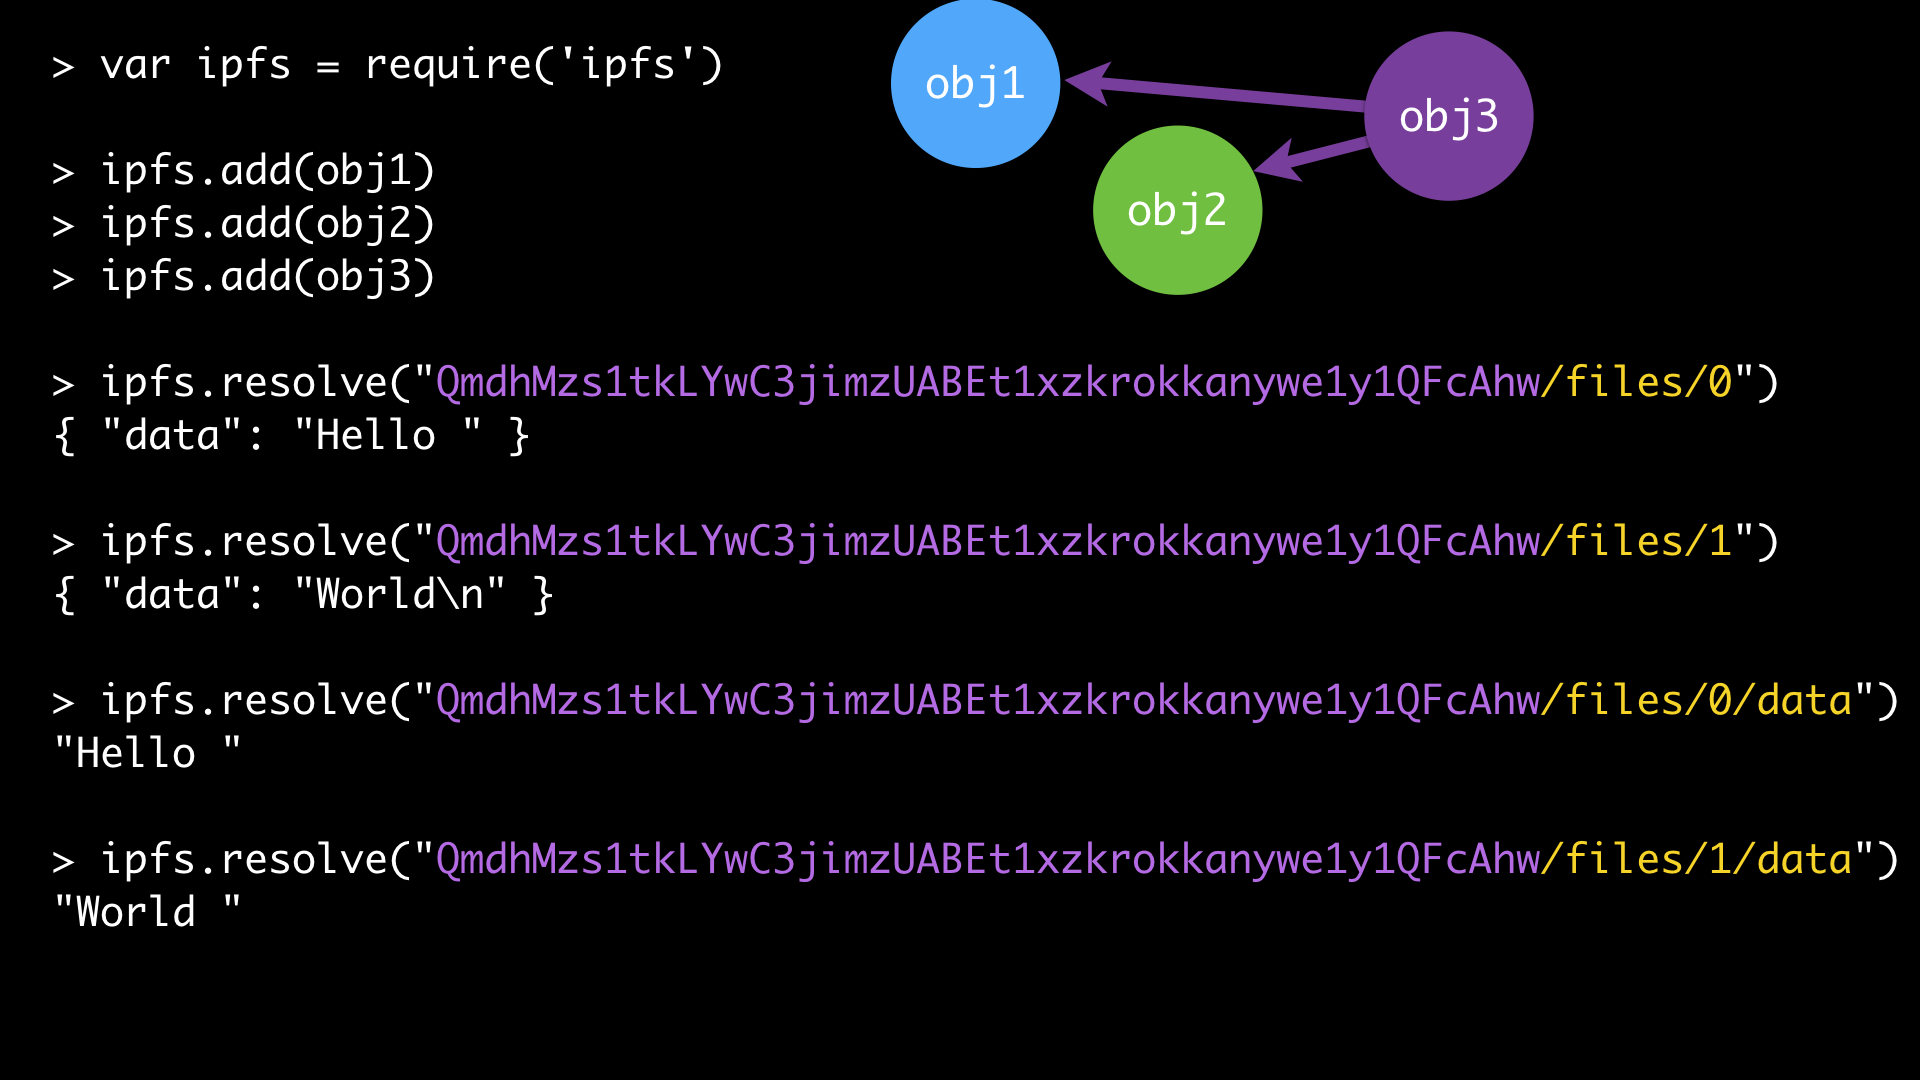 > var ipfs = require('ipfs')
obj1
obj3
obj2
> ipfs.add(obj1)
> ipfs.add(obj2)
> ipfs.add(obj3)
> ipfs.resolve("QmdhMzs1tkLYwC3jimzUABEt1xzkrokkanywe1y1QFcAhw/files/0")
{ "data": "Hello " }
> ipfs.resolve("QmdhMzs1tkLYwC3jimzUABEt1xzkrokkanywe1y1QFcAhw/files/1")
{ "data": "World\n" }
> ipfs.resolve("QmdhMzs1tkLYwC3jimzUABEt1xzkrokkanywe1y1QFcAhw/files/0/data")
"Hello "
> ipfs.resolve("QmdhMzs1tkLYwC3jimzUABEt1xzkrokkanywe1y1QFcAhw/files/1/data")
"World "